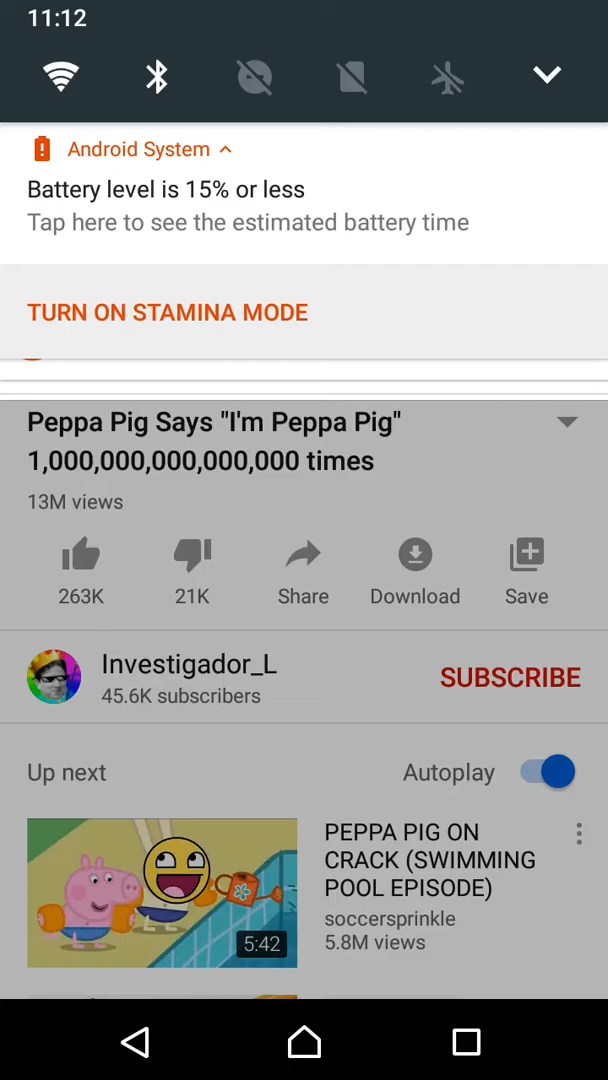 11:12
Android System
Battery level is 15% or less
Tap here to see the estimated battery time
TURN ON STAMINA MODE
Peppa Pig Says "I'm Peppa Pig"
1,000,000,000,000,000 times
13M views
263K
21K
Share
Download
Save
Investigador_L
45.6K subscribers
SUBSCRIBE
Up next
Autoplay
PEPPA PIG ON
CRACK (SWIMMING
POOL EPISODE)
soccersprinkle
5.8M views
5:42